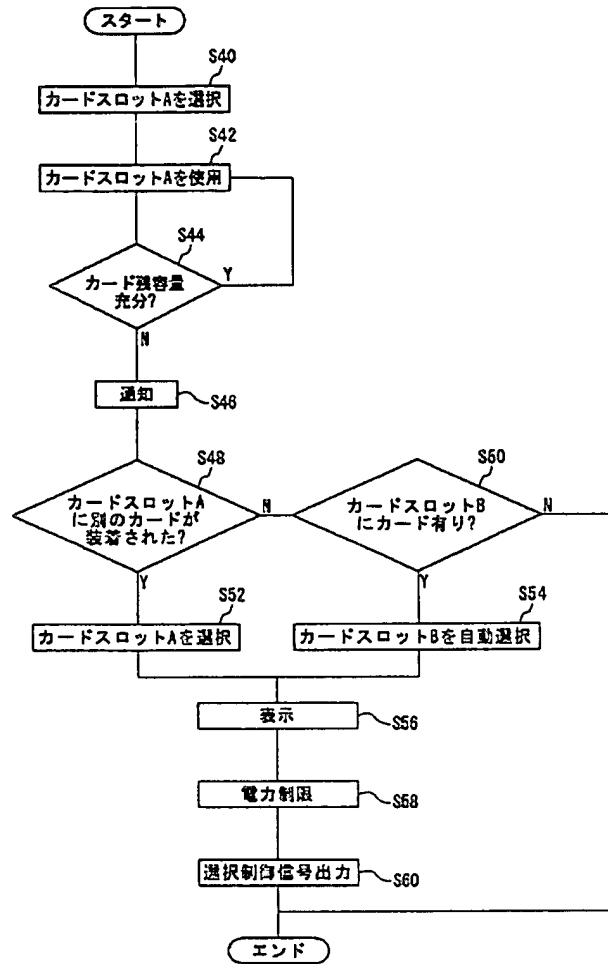 スタート
S40
カードスロットAを選択
S42
カードスロットAを使用
S44
カード残容量
充分?
Y
N
通知
S46
S48
カードスロットA
に別のカードが
装着された?
N
Y
S50
カードスロットB
にカード有り?
N
Y
S52
カードスロットAを選択
S54
カードスロットBを自動選択
表示
S56
電力制限
S58
選択制御信号出力
S60
エンド